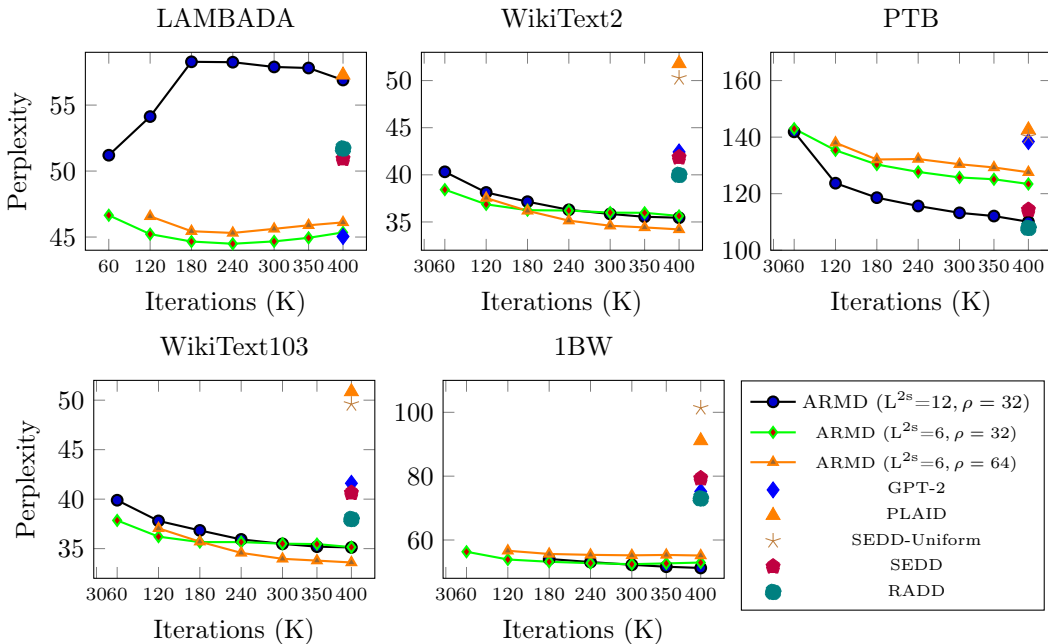 LAMBADA
WikiText2
PTB
Perplexity
55
50
45
60 120 180 240 300 350 400
Iterations (K)
50
45
40
35
3060 120 180 240 300 350 400
Iterations (K)
160
140
120
100
3060 120 180 240 300 350 400
Iterations (K)
WikiText103
1BW
Perplexity
50
45
40
35
3060 120 180 240 300 350 400
Iterations (K)
100
80
60
3060 120 180 240 300 350 400
Iterations (K)
ARMD (L²ˢ=12, ρ = 32)
ARMD (L²ˢ=6, ρ = 32)
ARMD (L²ˢ=6, ρ = 64)
GPT-2
PLAID
SEDD-Uniform
SEDD
RADD